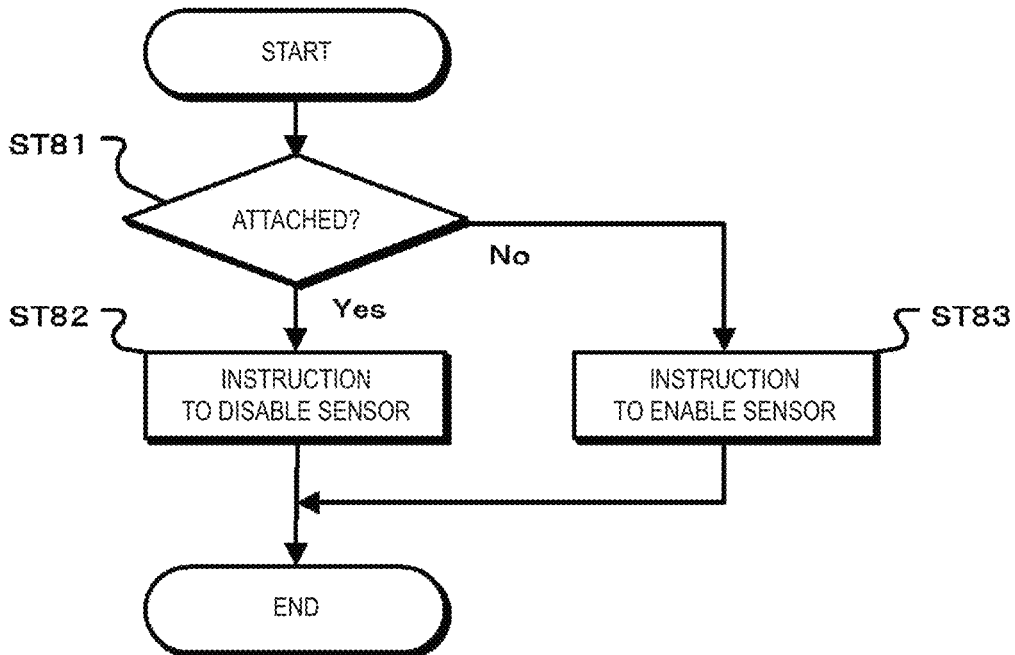 START
ST81
ATTACHED?
No
Yes
ST82
INSTRUCTION
TO DISABLE SENSOR
ST83
INSTRUCTION
TO ENABLE SENSOR
END